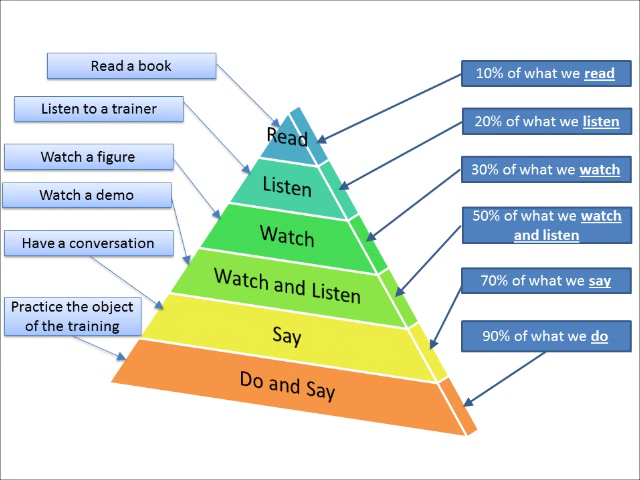 Read a book
Listen to a trainer
Watch a figure
Watch a demo
Have a conversation
Practice the object
of the training
Read
Listen
Watch
Watch and Listen
Say
Do and Say
10% of what we read
20% of what we listen
30% of what we watch
50% of what we watch
and listen
70% of what we say
90% of what we do